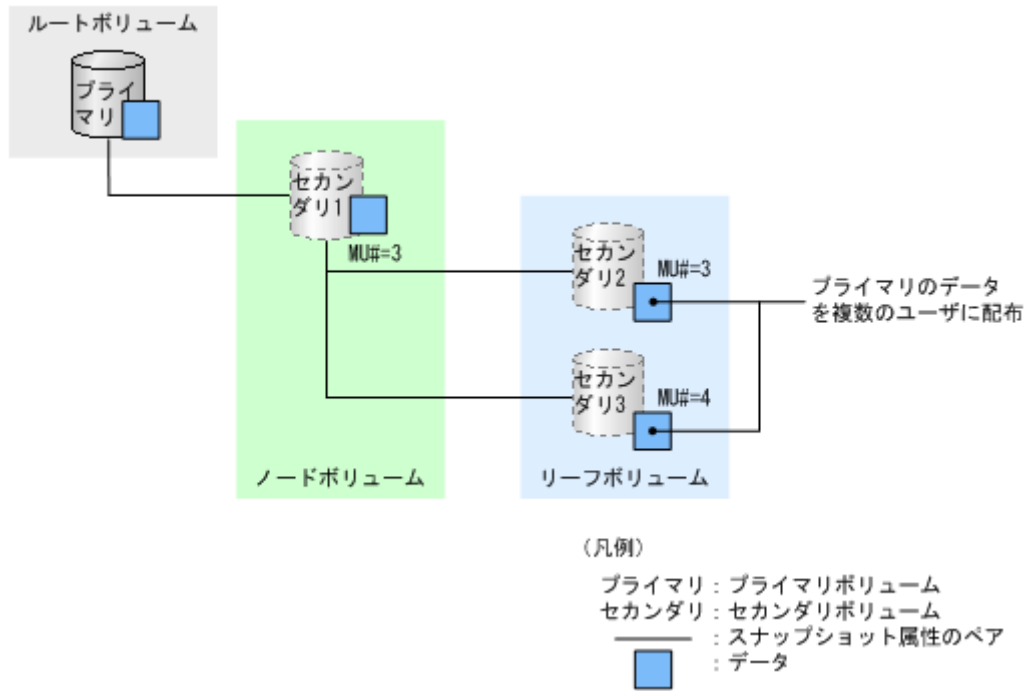 ルートボリューム
プライ
マリ
セカン
ダリ1
MU#=3
セカン
ダリ2
MU#=3
プライマリのデータ
を複数のユーザに配布
セカン
ダリ3
MU#=4
ノードボリューム
リーフボリューム
（凡例）
プライマリ：プライマリボリューム
セカンダリ：セカンダリボリューム
：スナップショット属性のペア
：データ